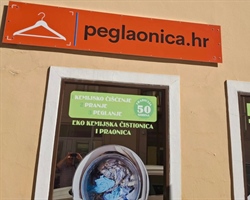 peglaonica.hr
KEMIJSKO ČIŠĆENJE
PRANJE
PEGLANJE
50
EKO KEMIJSKA ČISTIONICA
I PRAONICA